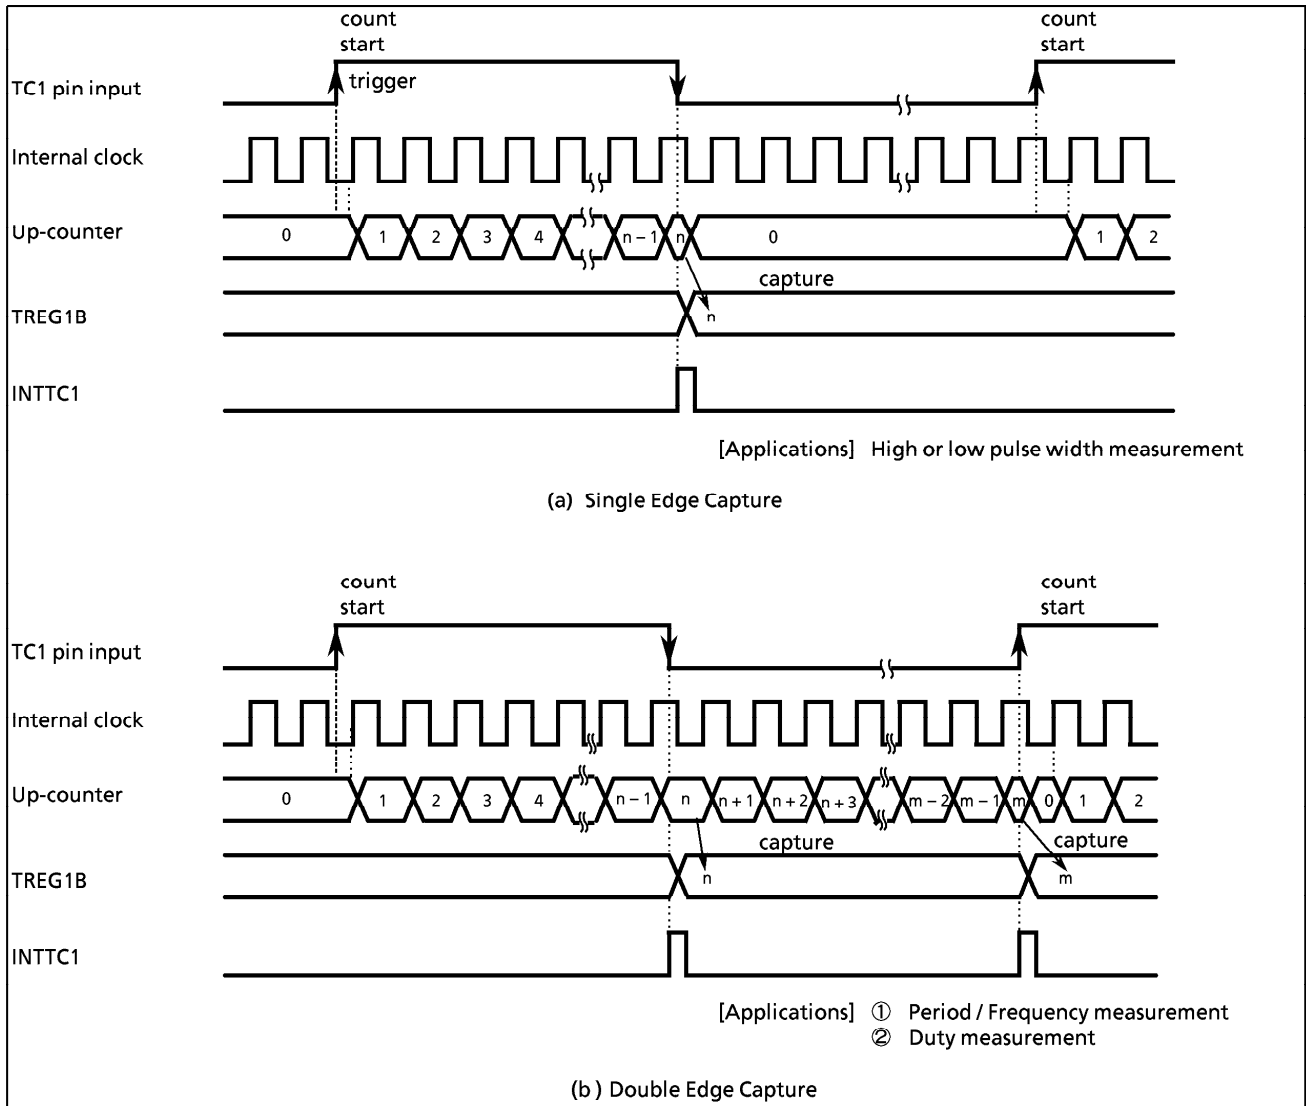 count
start
count
start
TC1 pin input
trigger
Internal clock
Up-counter
0 1 2 3 4 n – 1 n 0 1 2
capture
TREG1B
n
INTTC1
[Applications] High or low pulse width measurement
(a) Single Edge Capture
count
start
count
start
TC1 pin input
Internal clock
Up-counter
0 1 2 3 4 n – 1 n n + 1 n + 2 n + 3 m – 2 m – 1 m 0 1 2
capture
capture
TREG1B
n
m
INTTC1
[Applications] ① Period / Frequency measurement
② Duty measurement
(b) Double Edge Capture